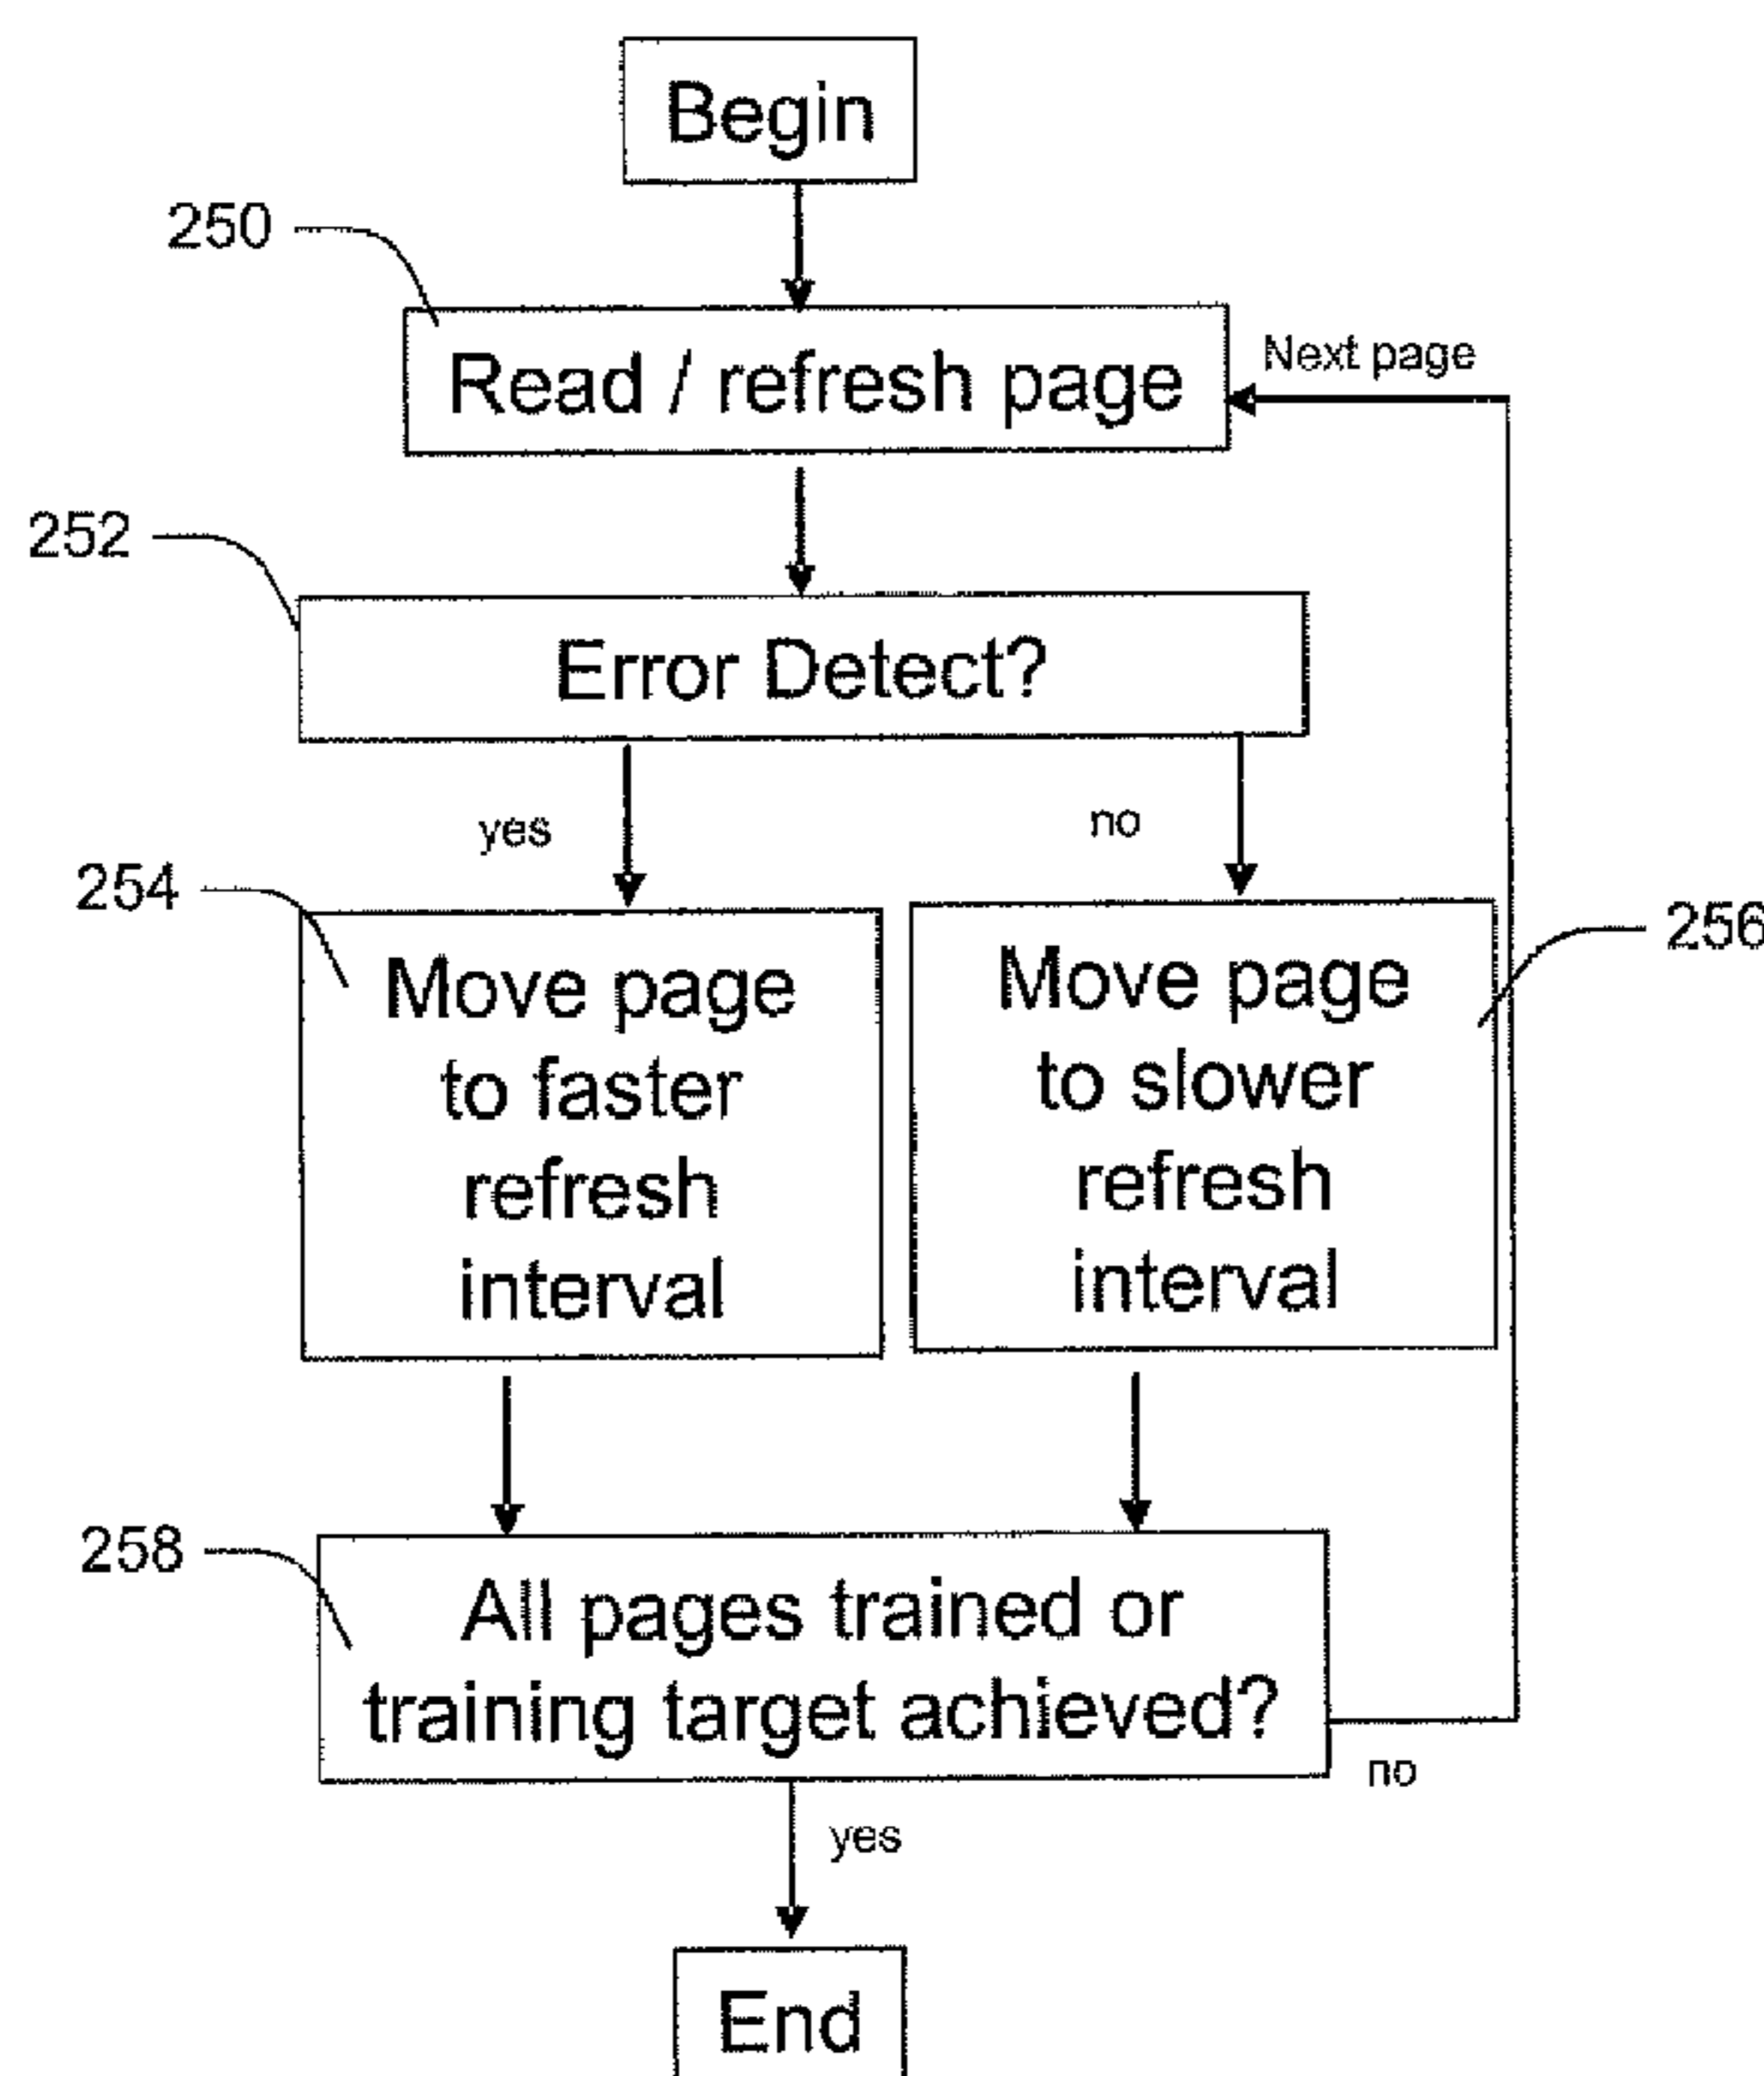 Begin
250
Read / refresh page
Next page
252
Error Detect?
yes
no
254
Move page
to faster
refresh
interval
Move page
to slower
refresh
interval
256
258
All pages trained or
training target achieved?
no
yes
End